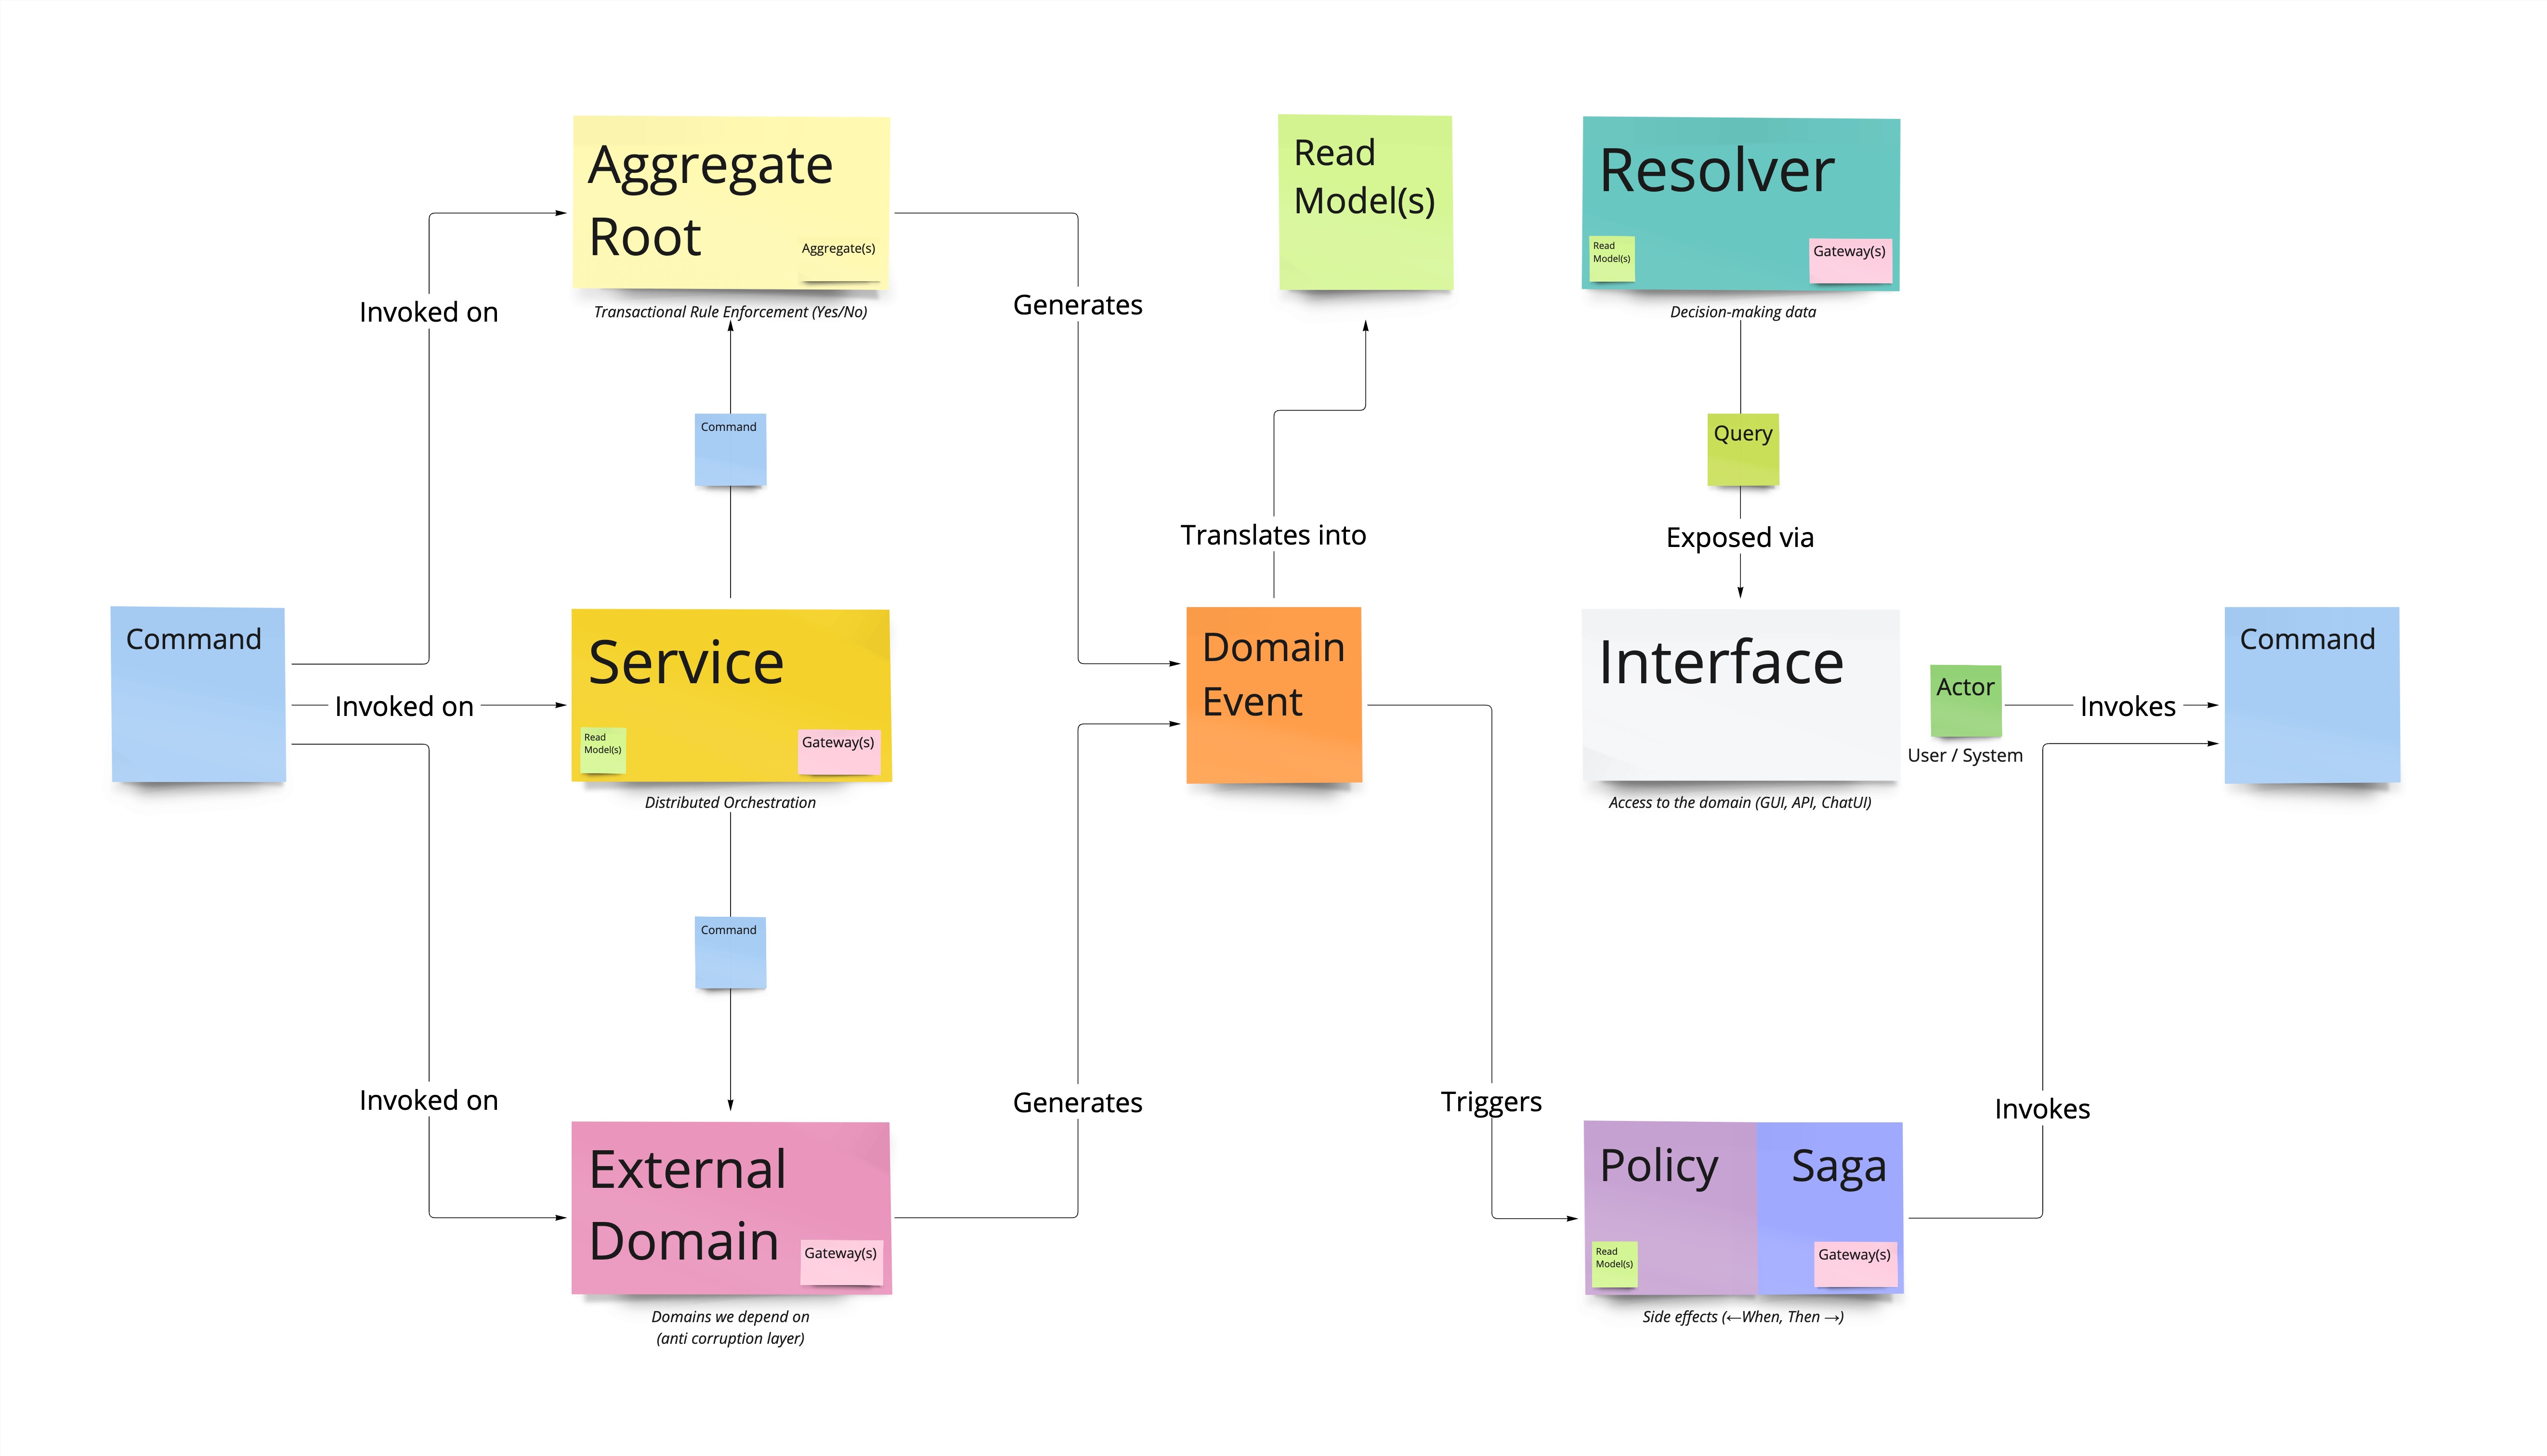 Aggregate
Root
Aggregate(s)
Transactional Rule Enforcement (Yes/No)
Read
Model(s)
Resolver
Read
Model(s)
Gateway(s)
Decision-making data
Invoked on
Generates
Command
Query
Translates into
Exposed via
Command
Invoked on
Service
Read
Model(s)
Gateway(s)
Distributed Orchestration
Domain
Event
Interface
Access to the domain (GUI, API, ChatUI)
Actor
User / System
Invokes
Command
Command
Invoked on
Generates
Triggers
Invokes
External
Domain
Gateway(s)
Domains we depend on
(anti corruption layer)
Policy
Saga
Read
Model(s)
Gateway(s)
Side effects (←When, Then →)